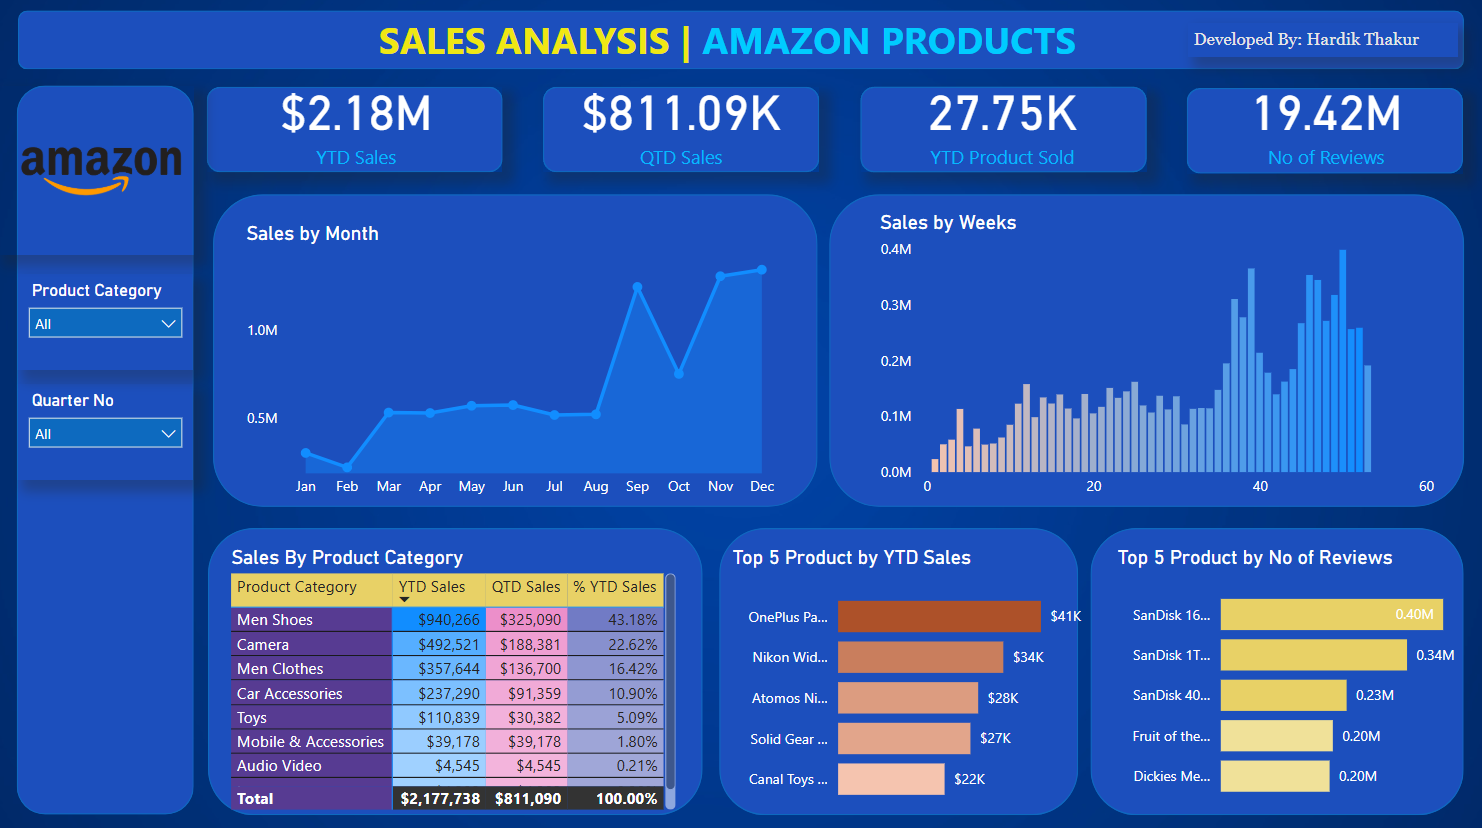 SALES ANALYSIS | AMAZON PRODUCTS
Developed By: Hardik Thakur
amazon
Product Category
All
Quarter No
All
$2.18M
YTD Sales
$811.09K
QTD Sales
27.75K
YTD Product Sold
19.42M
No of Reviews
Sales by Month
1.0M
0.5M
Jan Feb Mar Apr May Jun Jul Aug Sep Oct Nov Dec
Sales by Weeks
0.4M
0.3M
0.2M
0.1M
0.0M
0 20 40 60
Sales By Product Category
Product Category YTD Sales QTD Sales % YTD Sales
Men Shoes $940,266 $325,090 43.18%
Camera $492,521 $188,381 22.62%
Men Clothes $357,644 $136,700 16.42%
Car Accessories $237,290 $91,359 10.90%
Toys $110,839 $30,382 5.09%
Mobile & Accessories $39,178 $39,178 1.80%
Audio Video $4,545 $4,545 0.21%
Total $2,177,738 $811,090 100.00%
Top 5 Product by YTD Sales
OnePlus Pa... $41K
Nikon Wid... $34K
Atomos Ni... $28K
Solid Gear ... $27K
Canal Toys ... $22K
Top 5 Product by No of Reviews
SanDisk 16... 0.40M
SanDisk 1T... 0.34M
SanDisk 40... 0.23M
Fruit of the... 0.20M
Dickies Me... 0.20M